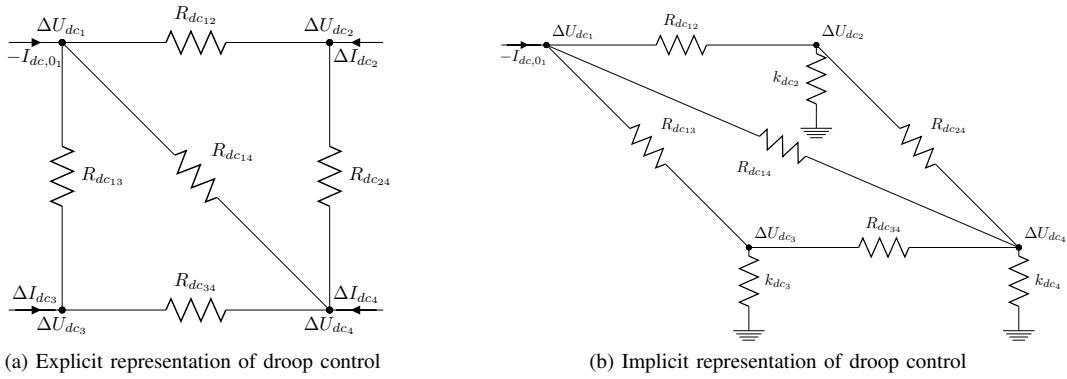 ΔU_{dc_1}
R_{dc_{12}}
ΔU_{dc_2}
−I_{dc,0_1}
ΔI_{dc_2}
R_{dc_{13}}
R_{dc_{14}}
R_{dc_{24}}
ΔI_{dc_3}
R_{dc_{34}}
ΔI_{dc_4}
ΔU_{dc_3}
ΔU_{dc_4}
(a) Explicit representation of droop control
ΔU_{dc_1}
R_{dc_{12}}
ΔU_{dc_2}
−I_{dc,0_1}
k_{dc_2}
R_{dc_{13}}
R_{dc_{24}}
R_{dc_{14}}
ΔU_{dc_3}
R_{dc_{34}}
ΔU_{dc_4}
k_{dc_3}
k_{dc_4}
(b) Implicit representation of droop control